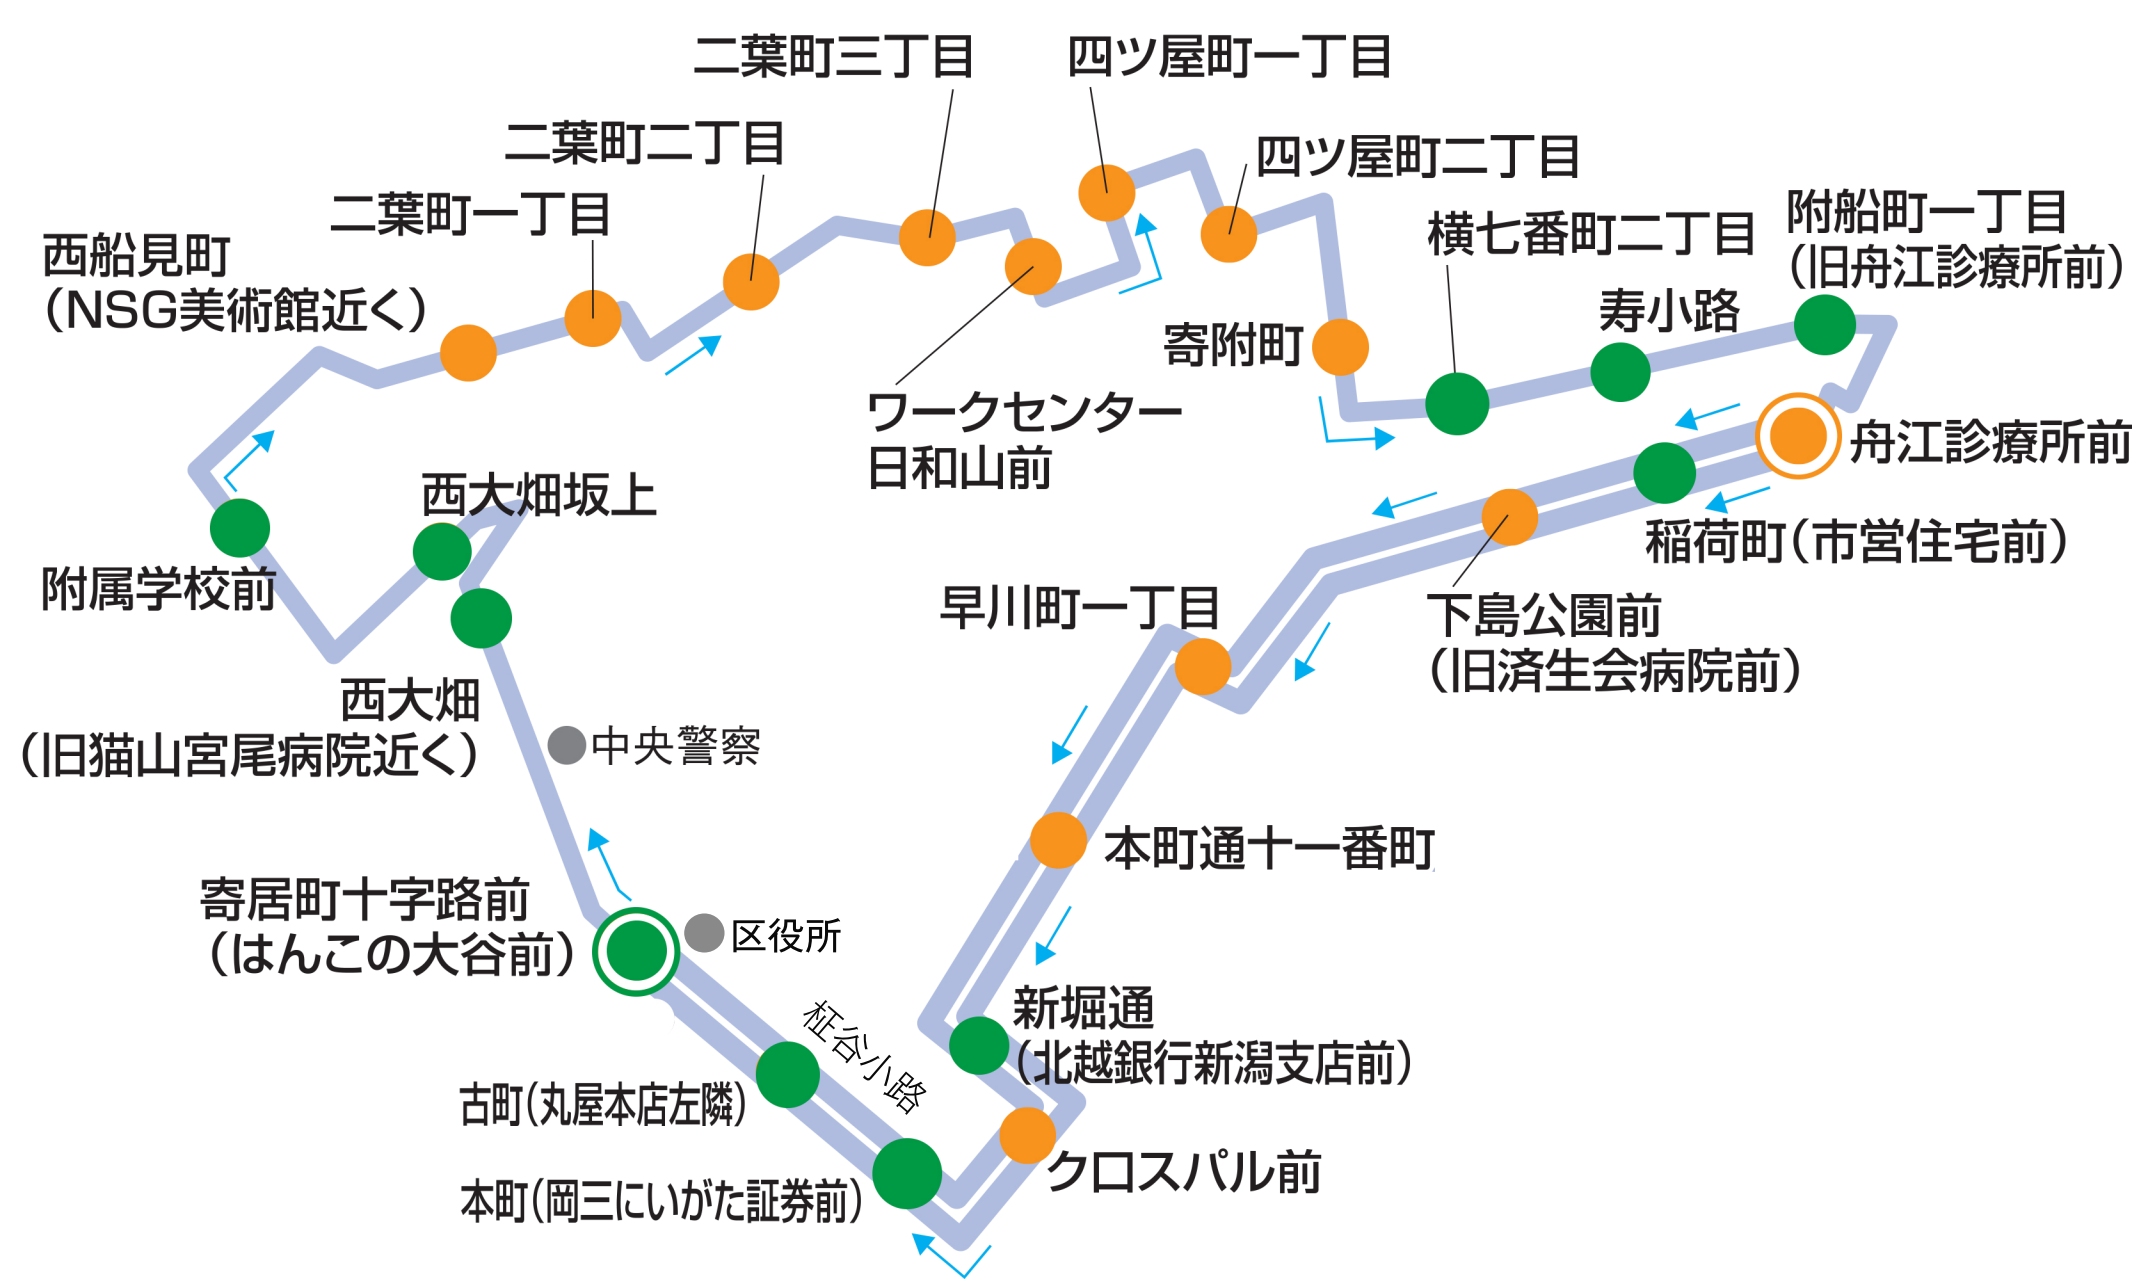 二葉町三丁目
四ツ屋町一丁目
二葉町二丁目
四ツ屋町二丁目
二葉町一丁目
附船町一丁目
(旧舟江診療所前)
横七番町二丁目
西船見町
(NSG美術館近く)
寿小路
寄附町
ワークセンター
日和山前
舟江診療所前
西大畑坂上
稲荷町(市営住宅前)
附属学校前
早川町一丁目
下島公園前
(旧済生会病院前)
西大畑
(旧猫山宮尾病院近く)
中央警察
本町通十一番町
寄居町十字路前
(はんこの大谷前)
区役所
新堀通
(北越銀行新潟支店前)
柾谷小路
古町(丸屋本店左隣)
クロスパル前
本町(岡三にいがた証券前)